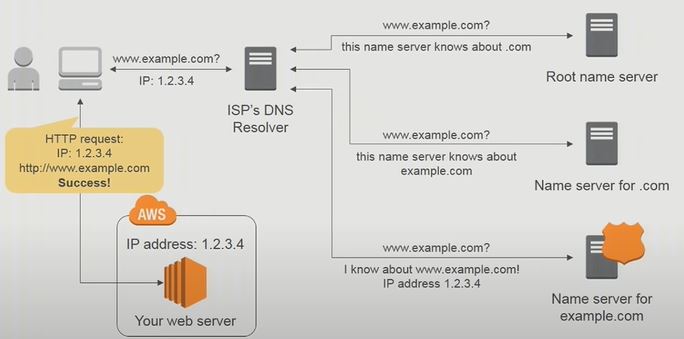 www.example.com?
IP: 1.2.3.4
ISP's DNS
Resolver
www.example.com?
this name server knows about .com
Root name server
www.example.com?
this name server knows about
example.com
Name server for .com
www.example.com?
I know about www.example.com!
IP address 1.2.3.4
Name server for
example.com
HTTP request:
IP: 1.2.3.4
http://www.example.com
Success!
AWS
IP address: 1.2.3.4
Your web server